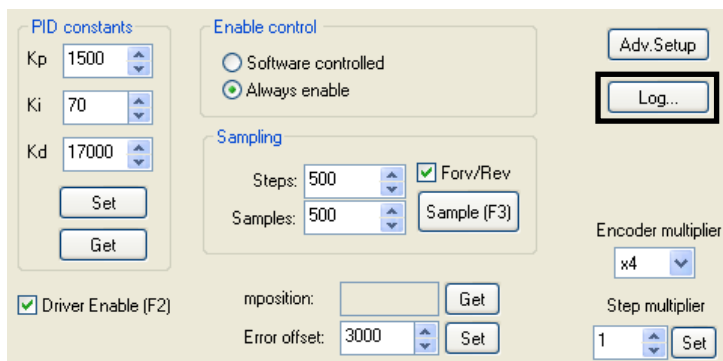 PID constants
Kp 1500
Ki 70
Kd 17000
Set
Get
Driver Enable (F2)
Enable control
Software controlled
Always enable
Sampling
Steps: 500
Forv/Rev
Samples: 500
Sample (F3)
mposition:
Get
Error offset: 3000
Set
Adv.Setup
Log...
Encoder multiplier
x4
Step multiplier
1
Set